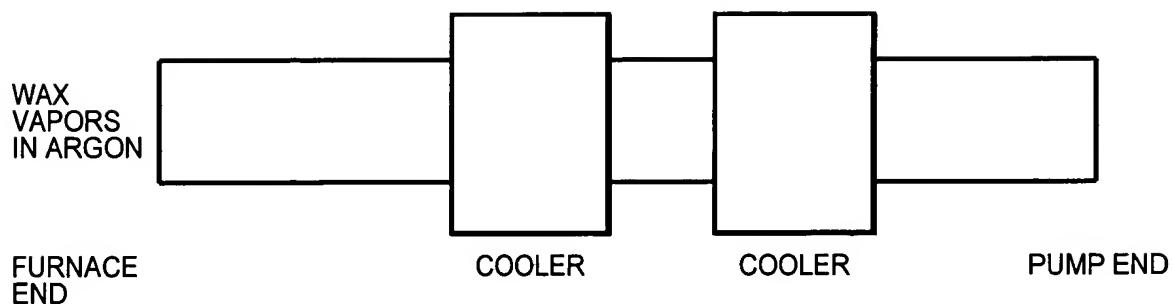 WAX
VAPORS
IN ARGON
FURNACE
END
COOLER
COOLER
PUMP END